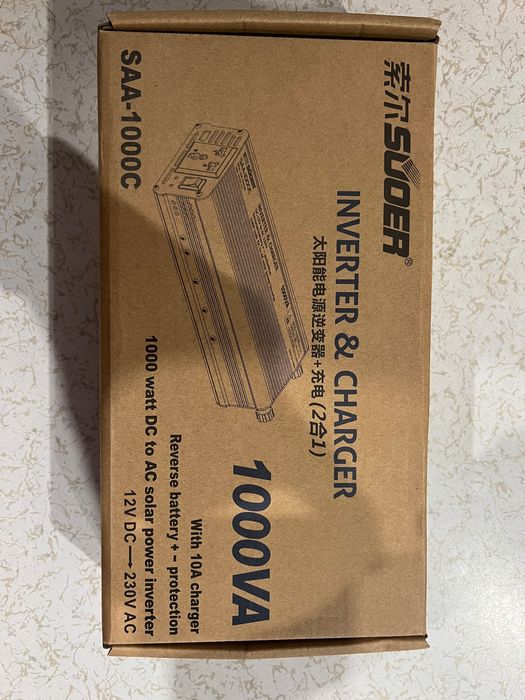 索尔SUOER®
INVERTER & CHARGER
太阳能电源逆变器+充电(2合1)
1000VA
SAA-1000C
With 10A charger
Reverse battery + - protection
1000 watt DC to AC solar power inverter
12V DC→230V AC